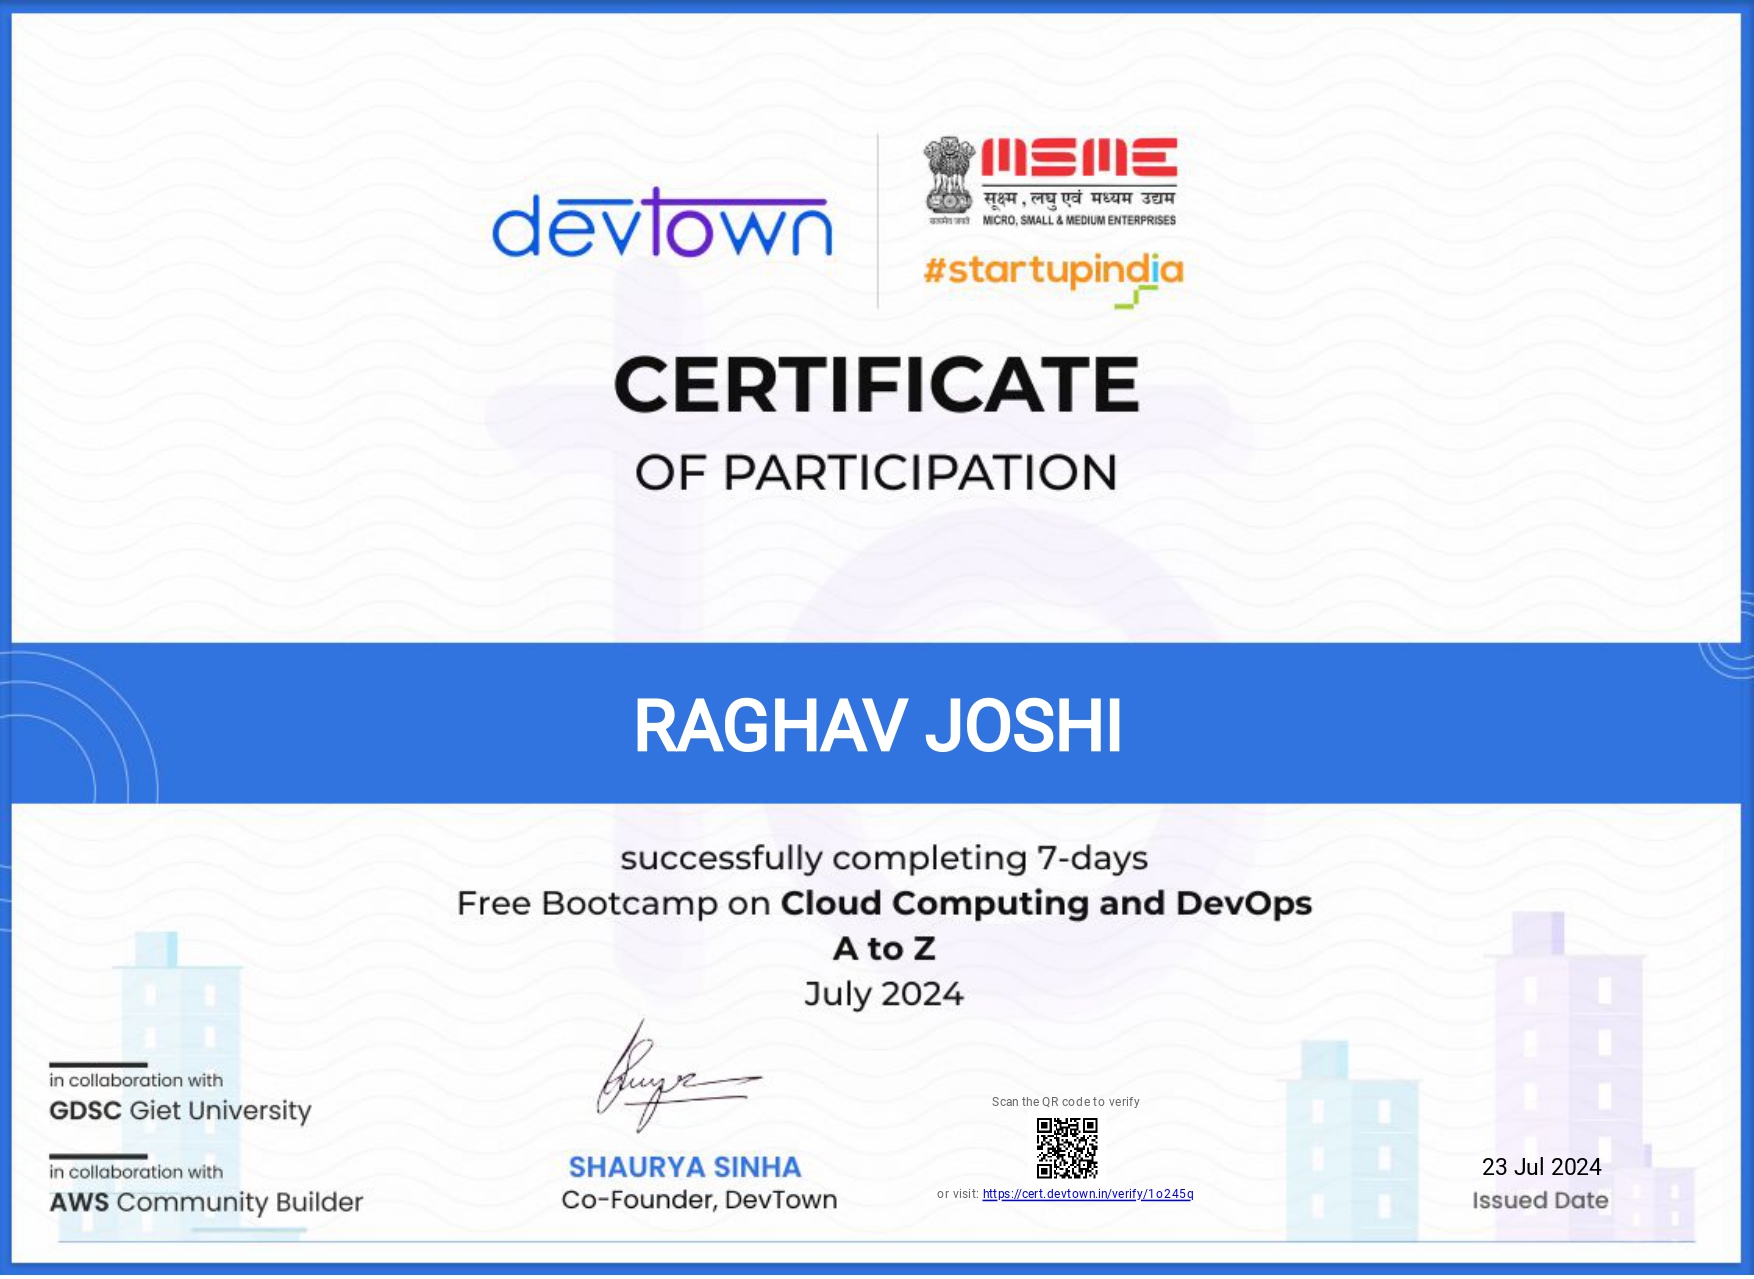 devtown
MSME
सूक्ष्म , लघु एवं मध्यम उद्यम
MICRO, SMALL & MEDIUM ENTERPRISES
सत्यमेव जयते
#startupindia
CERTIFICATE
OF PARTICIPATION
RAGHAV JOSHI
successfully completing 7-days
Free Bootcamp on Cloud Computing and DevOps
A to Z
July 2024
in collaboration with
GDSC Giet University
in collaboration with
AWS Community Builder
SHAURYA SINHA
Co-Founder, DevTown
Scan the QR code to verify
or visit: https://cert.devtown.in/verify/1o245q
23 Jul 2024
Issued Date